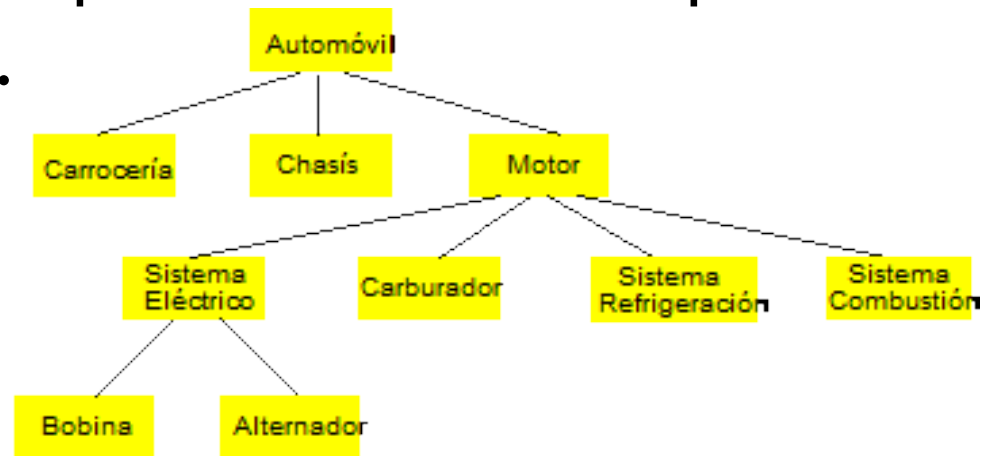 Automóvil
Carrocería
Chasís
Motor
Sistema
Eléctrico
Carburador
Sistema
Refrigeración
Sistema
Combustión
Bobina
Alternador